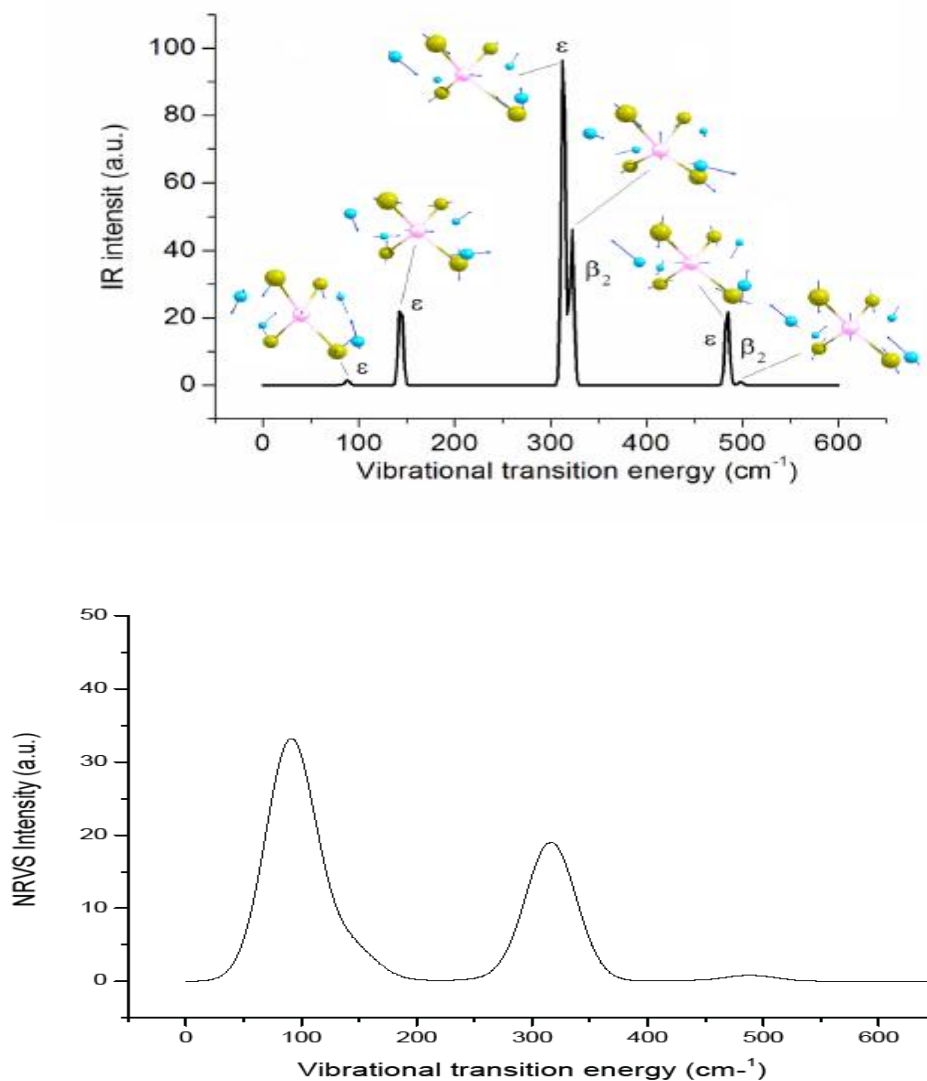 100
80
60
40
20
0
IR intensit (a.u.)
ε
ε
ε
β2
ε
β2
0 100 200 300 400 500 600
Vibrational transition energy (cm-1)
50
40
30
20
10
0
NRVS Intensity (a.u.)
0 100 200 300 400 500 600
Vibrational transition energy (cm-1)